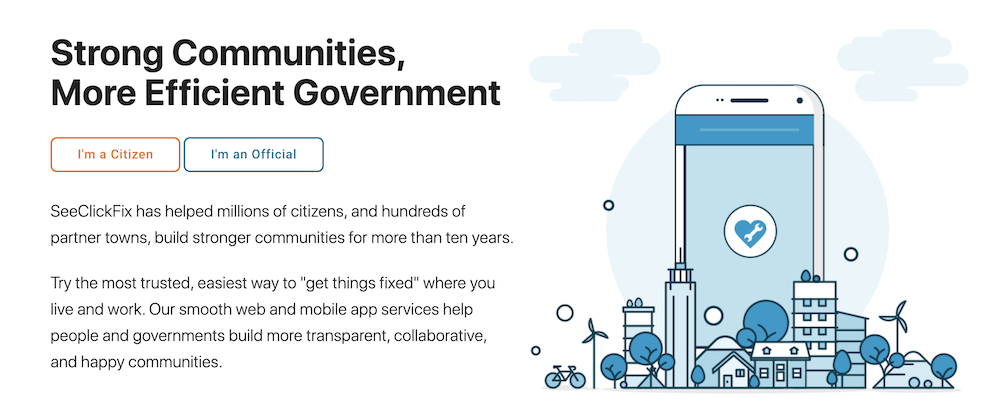 Strong Communities,
More Efficient Government
I'm a Citizen
I'm an Official
SeeClickFix has helped millions of citizens, and hundreds of
partner towns, build stronger communities for more than ten years.
Try the most trusted, easiest way to "get things fixed" where you
live and work. Our smooth web and mobile app services help
people and governments build more transparent, collaborative,
and happy communities.